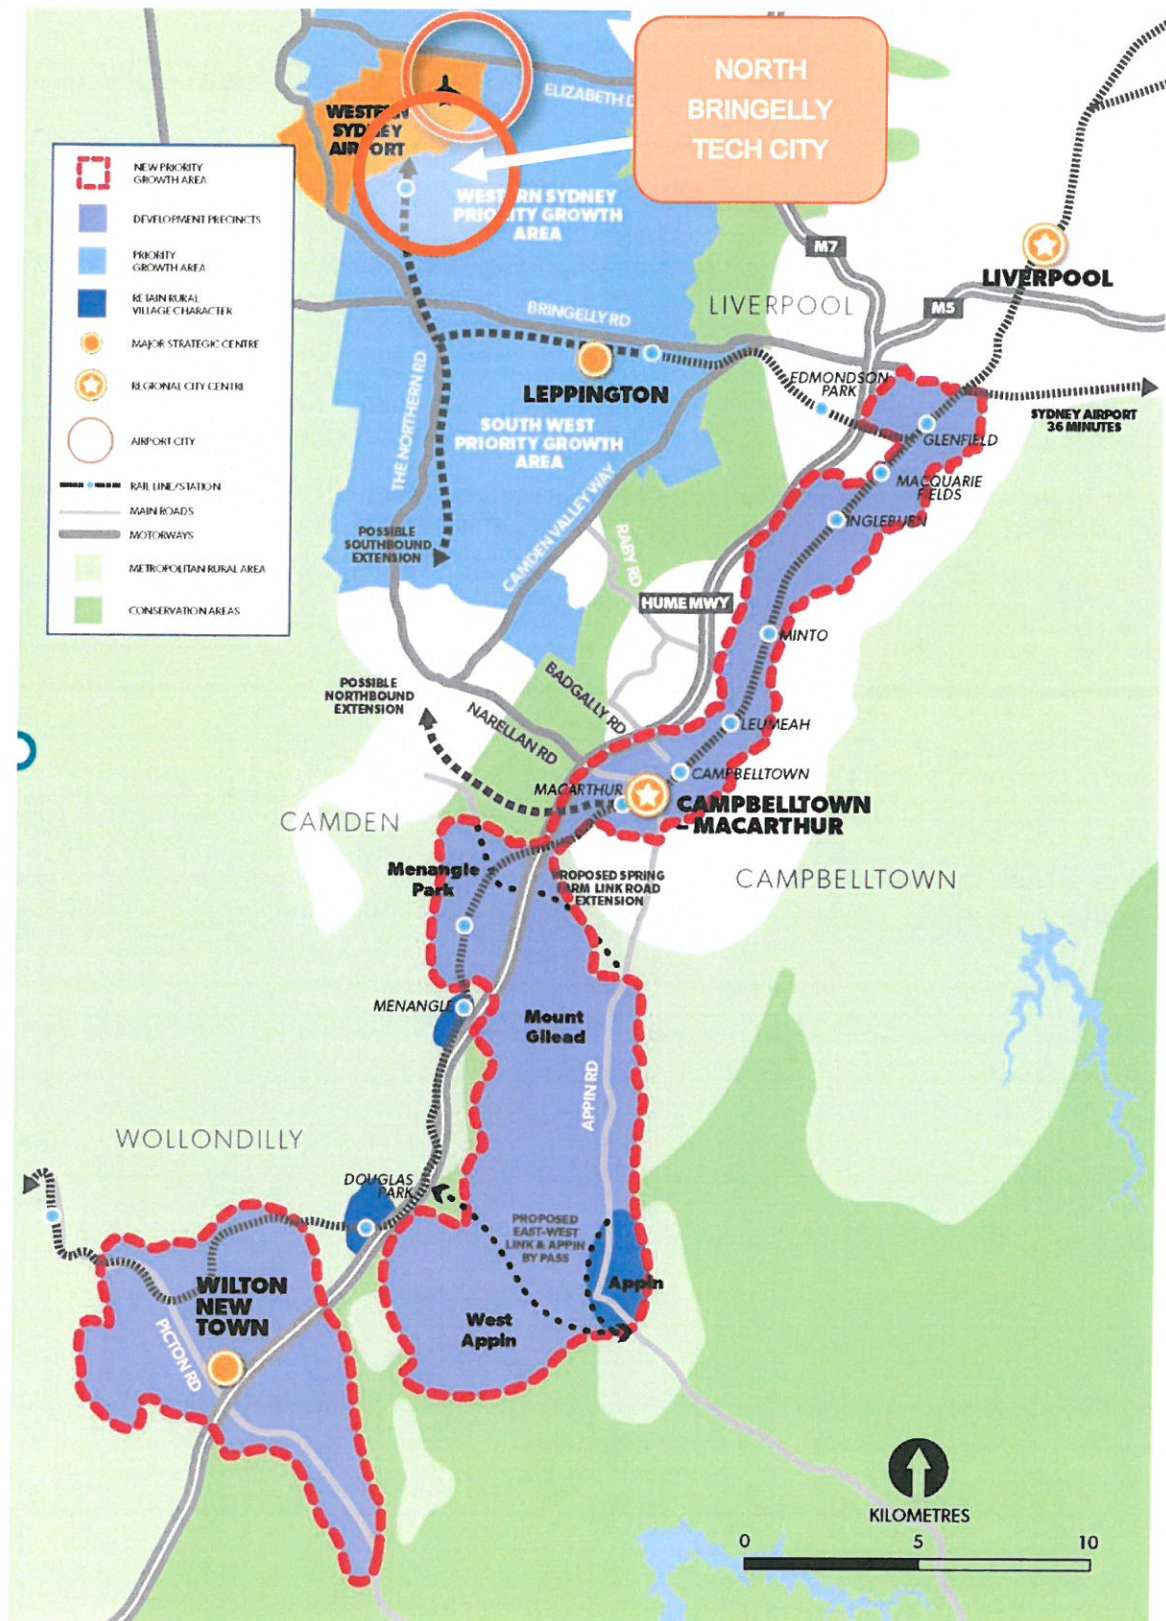 NORTH
BRINGELLY
TECH CITY
ELIZABETH D
WESTERN
SYDNEY
AIRPORT
WESTERN SYDNEY
PRIORITY GROWTH
AREA
NEW PRIORITY
GROWTH AREA
DEVELOPMENT PRECINCTS
PRIORITY
GROWTH AREA
RETAIN RURAL
VILLAGE CHARACTER
MAJOR STRATEGIC CENTRE
REGIONAL CITY CENTRE
AIRPORT CITY
RAIL LINE/STATION
MAIN ROADS
MOTORWAYS
METROPOLITAN RURAL AREA
CONSERVATION AREAS
M7
LIVERPOOL
LIVERPOOL
M5
BRINGELLY RD
THE NORTHERN RD
LEPPINGTON
EDMONDSON
PARK
SYDNEY AIRPORT
36 MINUTES
GLENFIELD
SOUTH WEST
PRIORITY GROWTH
AREA
MACQUARIE
FIELDS
INGLEBURN
CAMDEN VALLEY WAY
RABY RD
POSSIBLE
SOUTHBOUND
EXTENSION
HUME MWY
MINTO
POSSIBLE
NORTHBOUND
EXTENSION
BADGALLY RD
NARELLAN RD
LEUMEAH
CAMPBELLTOWN
MACARTHUR
CAMPBELLTOWN
– MACARTHUR
CAMDEN
Menangle
Park
PROPOSED SPRING
FARM LINK ROAD
EXTENSION
CAMPBELLTOWN
MENANGLE
Mount
Gilead
APPIN RD
WOLLONDILLY
DOUGLAS
PARK
PROPOSED
EAST-WEST
LINK & APPIN
BY PASS
Appin
WILTON
NEW
TOWN
West
Appin
PICTON RD
KILOMETRES
0 5 10